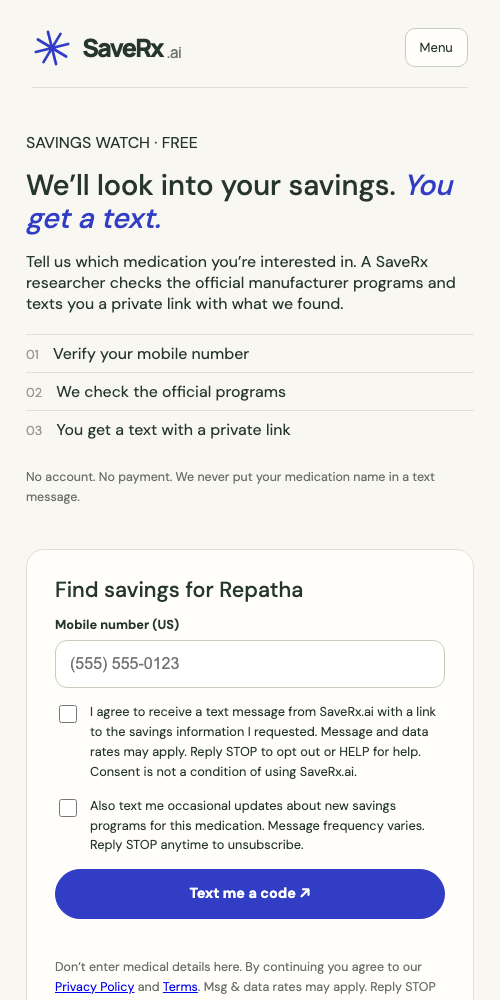 SaveRx.ai
Menu
SAVINGS WATCH · FREE
We’ll look into your savings. You
get a text.
Tell us which medication you’re interested in. A SaveRx
researcher checks the official manufacturer programs and
texts you a private link with what we found.
01 Verify your mobile number
02 We check the official programs
03 You get a text with a private link
No account. No payment. We never put your medication name in a text
message.
Find savings for Repatha
Mobile number (US)
(555) 555-0123
I agree to receive a text message from SaveRx.ai with a link
to the savings information I requested. Message and data
rates may apply. Reply STOP to opt out or HELP for help.
Consent is not a condition of using SaveRx.ai.
Also text me occasional updates about new savings
programs for this medication. Message frequency varies.
Reply STOP anytime to unsubscribe.
Text me a code ↗
Don’t enter medical details here. By continuing you agree to our
Privacy Policy and Terms. Msg & data rates may apply. Reply STOP